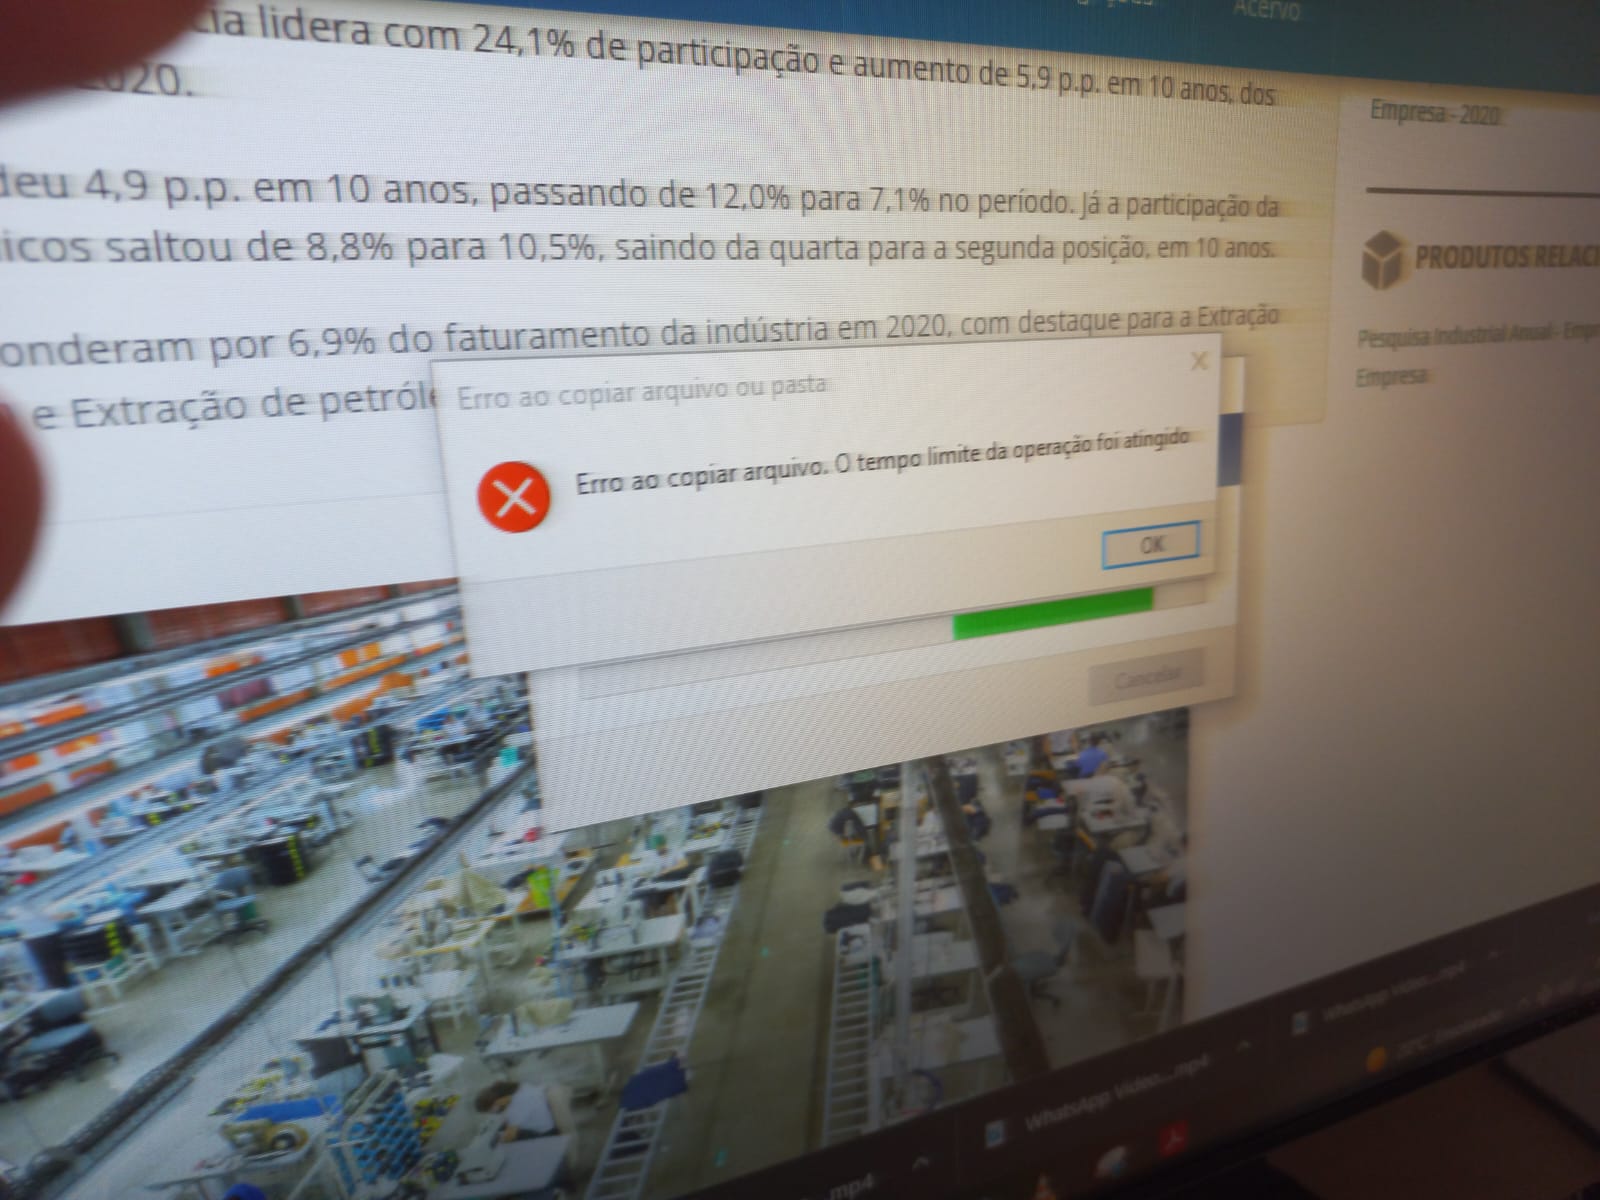 Acervo
cia lidera com 24,1% de participação e aumento de 5,9 p.p. em 10 anos, dos
2020.
Empresa - 2020
deu 4,9 p.p. em 10 anos, passando de 12,0% para 7,1% no período. Já a participação da
icos saltou de 8,8% para 10,5%, saindo da quarta para a segunda posição, em 10 anos.
PRODUTOS RELACI
onderam por 6,9% do faturamento da indústria em 2020, com destaque para a Extração
e Extração de petróle
Pesquisa Industrial Anual - Empr
Empresa
Erro ao copiar arquivo ou pasta
Erro ao copiar arquivo. O tempo limite da operação foi atingido
OK
Cancelar
WhatsApp Video....mp4
WhatsApp Video....mp4
.mp4